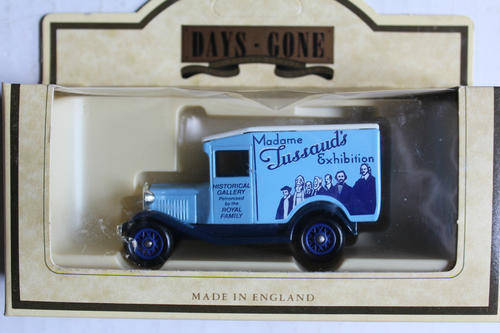 DAYS-GONE
Madame
Tussaud's
Exhibition
HISTORICAL
GALLERY
Patronised
by the
ROYAL
FAMILY
MADE IN ENGLAND